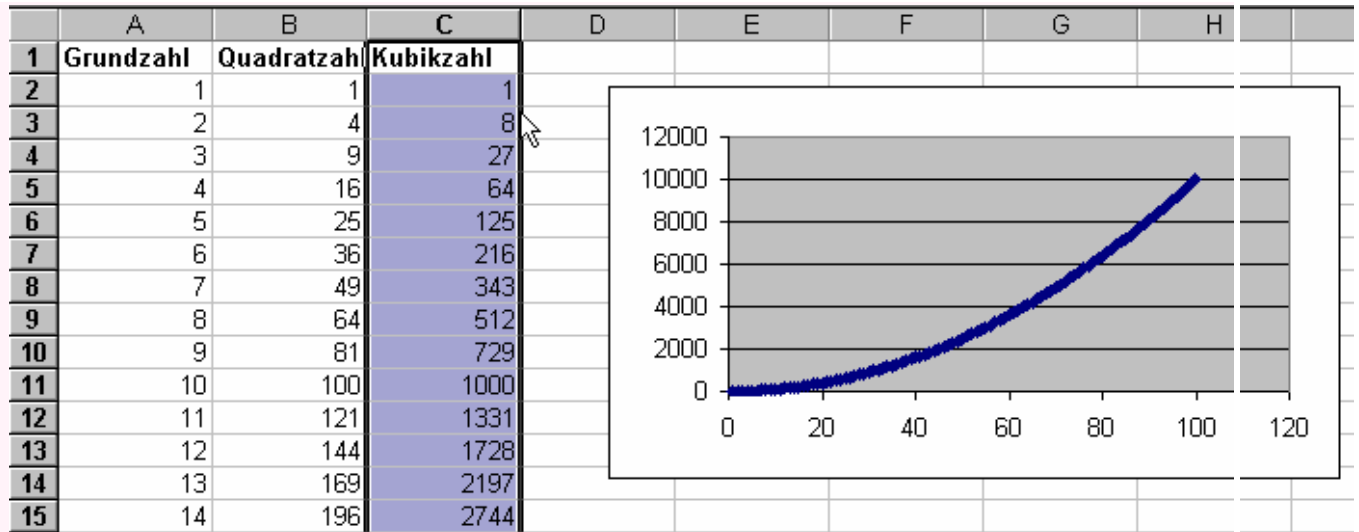 A B C D E F G H
1 Grundzahl Quadratzahl Kubikzahl
2 1 1 1
3 2 4 8
4 3 9 27
5 4 16 64
6 5 25 125
7 6 36 216
8 7 49 343
9 8 64 512
10 9 81 729
11 10 100 1000
12 11 121 1331
13 12 144 1728
14 13 169 2197
15 14 196 2744
12000
10000
8000
6000
4000
2000
0
0 20 40 60 80 100 120